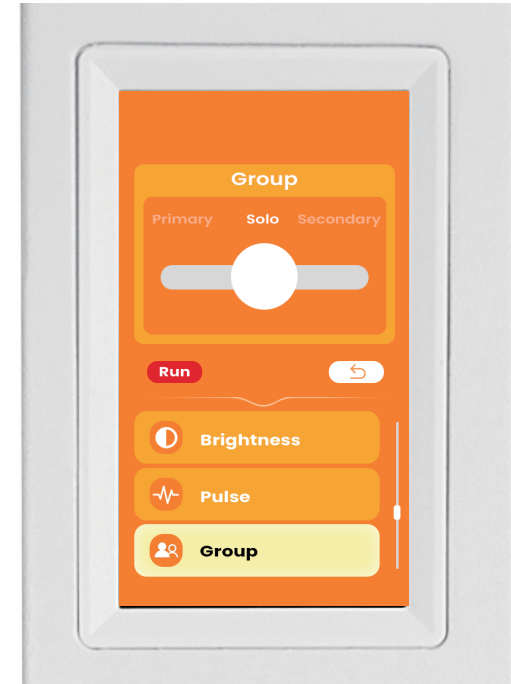 Group
Primary Solo Secondary
Run
Brightness
Pulse
Group